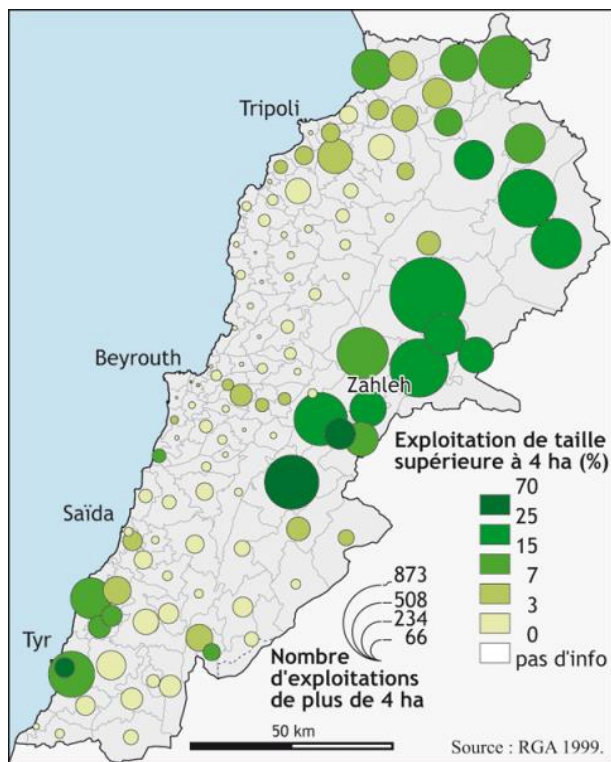 Tripoli
Beyrouth
Zahleh
Saïda
Tyr
Exploitation de taille
supérieure à 4 ha (%)
70
25
15
7
3
0
pas d'info
873
508
234
66
Nombre
d'exploitations
de plus de 4 ha
50 km
Source : RGA 1999.